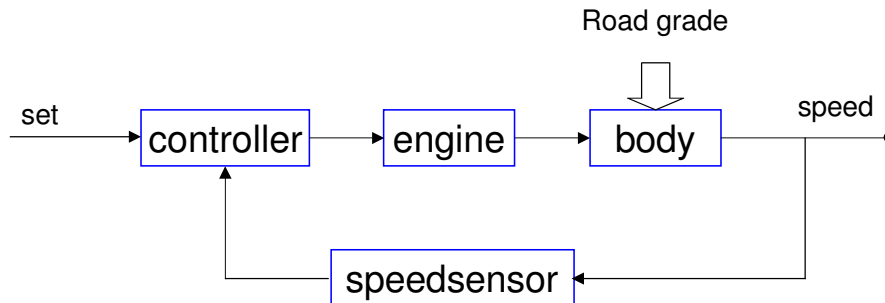 Road grade
set
speed
controller
engine
body
speedsensor